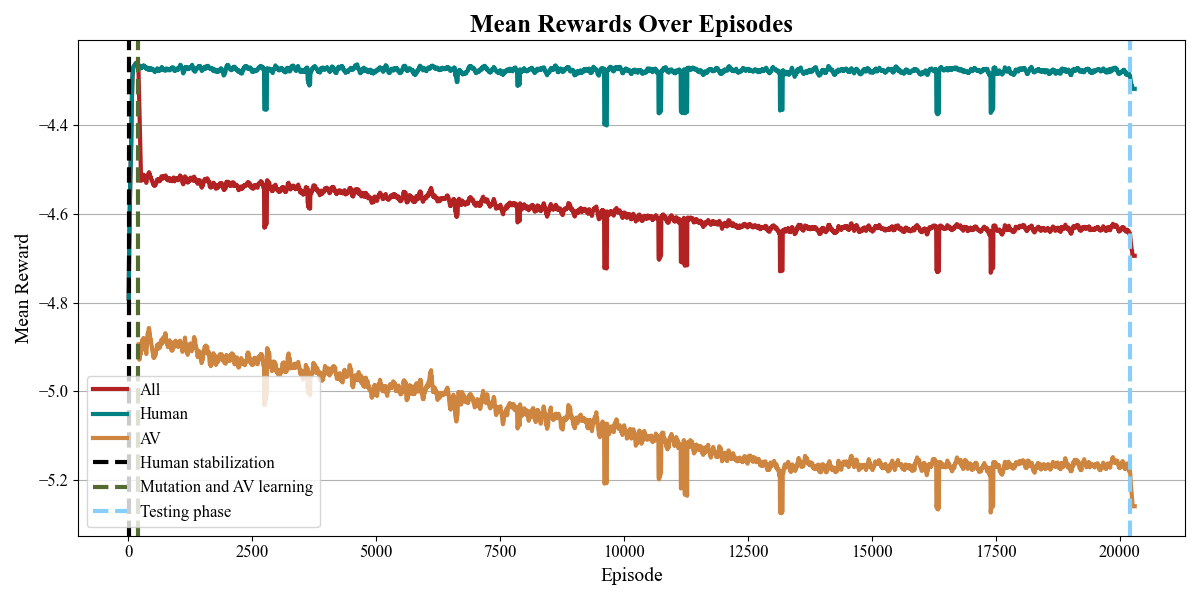 Mean Rewards Over Episodes
Mean Reward
−4.4
−4.6
−4.8
−5.0
−5.2
All
Human
AV
Human stabilization
Mutation and AV learning
Testing phase
0 2500 5000 7500 10000 12500 15000 17500 20000
Episode